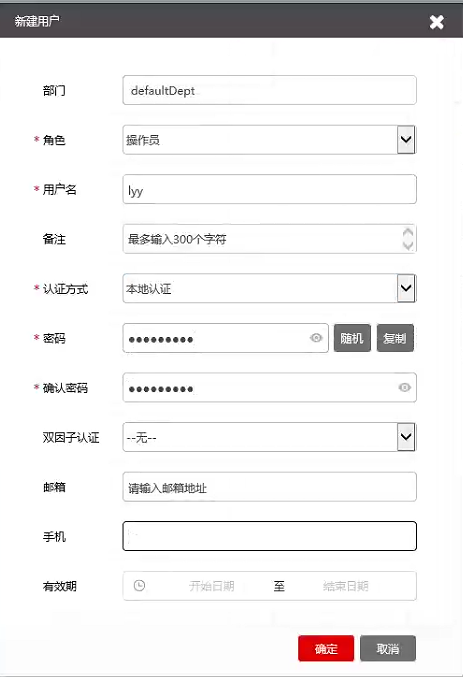 新建用户
部门 defaultDept
* 角色 操作员
* 用户名 lyy
备注 最多输入300个字符
* 认证方式 本地认证
* 密码 ●●●●●●●●● 随机 复制
* 确认密码 ●●●●●●●●●
双因子认证 --无--
邮箱 请输入邮箱地址
手机
有效期 开始日期 至 结束日期
确定 取消